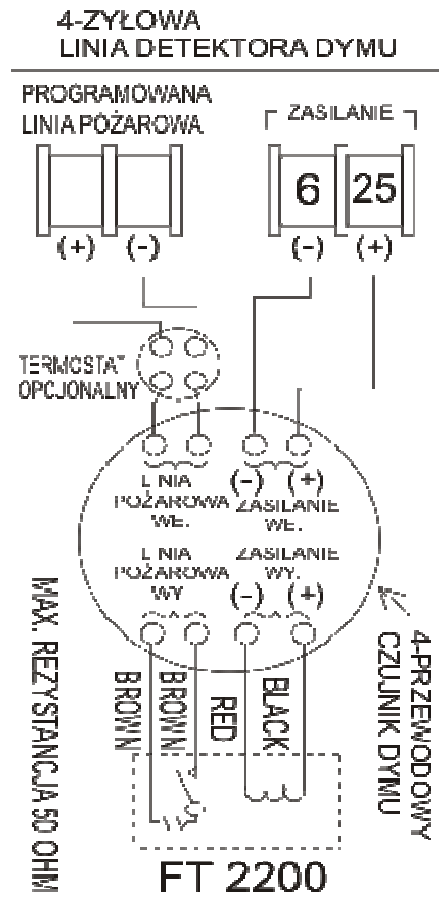 4-ZYŁOWA
LINIA DETEKTORA DYMU
PROGRAMOWANA
LINIA POŻAROWA
ZASILANIE
6 25
(+) (-) (-) (+)
TERMOSTAT
OPCJONALNY
LINIA
POŻAROWA
WE.
(-) (+)
ZASILANIE
WE.
LINIA
POŻAROWA
WY
ZASILANIE
WY.
(-) (+)
MAX. REZYSTANCJA 50 OHM
BROWN
BROWN
RED
BLACK
4-PRZEWODOWY
CZUJNIK DYMU
FT 2200